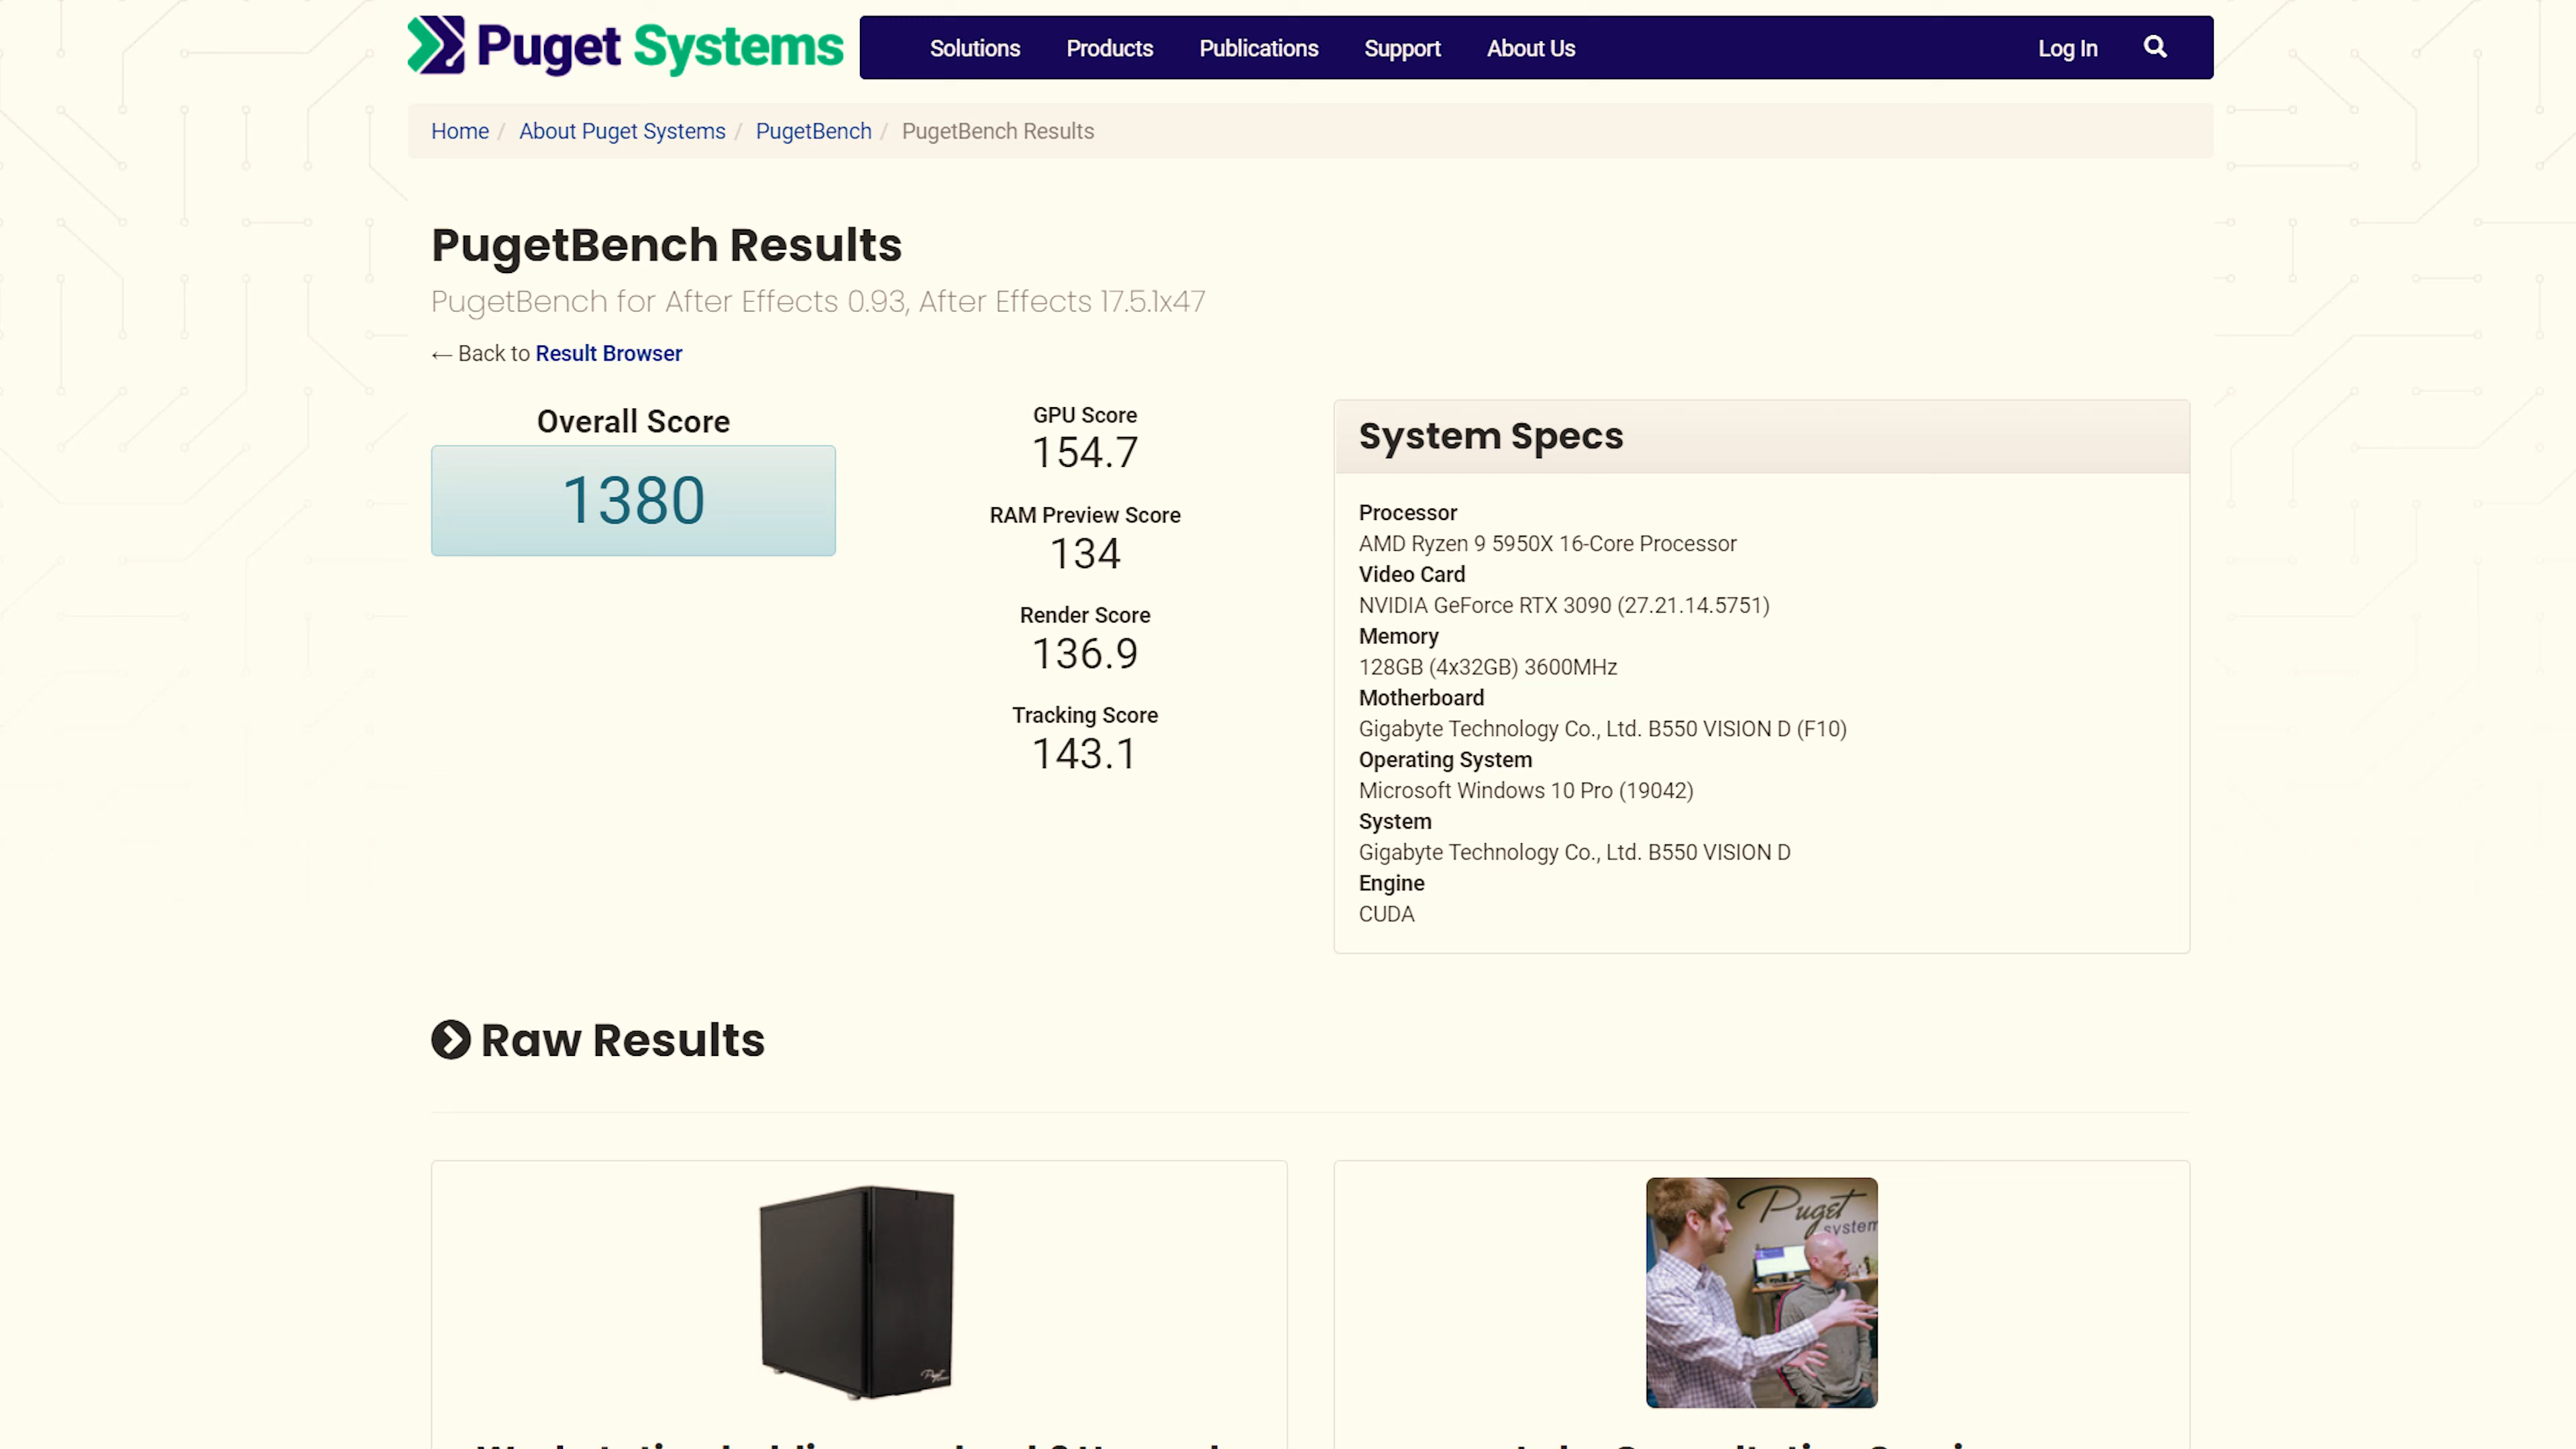 Puget Systems
Solutions Products Publications Support About Us Log In
Home / About Puget Systems / PugetBench / PugetBench Results
PugetBench Results
PugetBench for After Effects 0.93, After Effects 17.5.1x47
← Back to Result Browser
Overall Score
1380
GPU Score
154.7
RAM Preview Score
134
Render Score
136.9
Tracking Score
143.1
System Specs
Processor
AMD Ryzen 9 5950X 16-Core Processor
Video Card
NVIDIA GeForce RTX 3090 (27.21.14.5751)
Memory
128GB (4x32GB) 3600MHz
Motherboard
Gigabyte Technology Co., Ltd. B550 VISION D (F10)
Operating System
Microsoft Windows 10 Pro (19042)
System
Gigabyte Technology Co., Ltd. B550 VISION D
Engine
CUDA
Raw Results
Puget
Puget
system